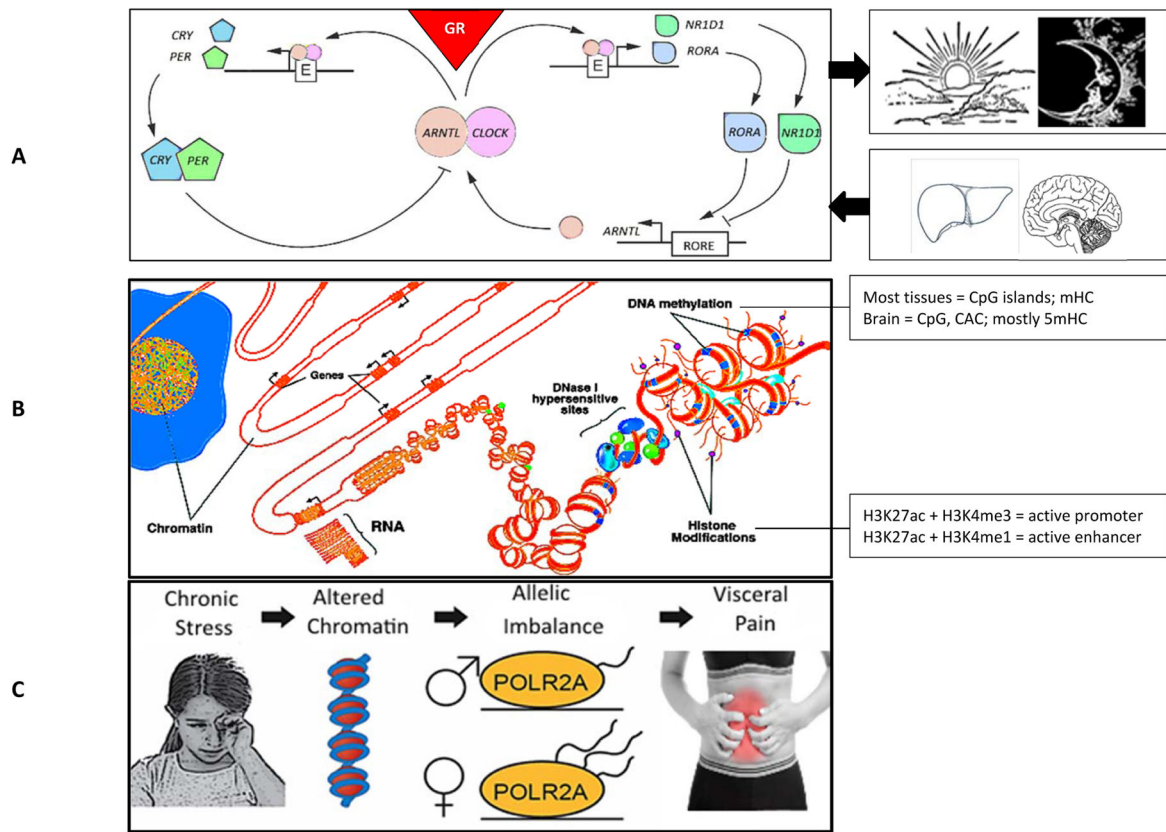 A
GR
CRY
PER
E
E
NR1D1
RORA
ARNTL
CLOCK
CRY
PER
RORA
NR1D1
ARNTL
RORE
B
Genes
Chromatin
RNA
DNase I
hypersensitive
sites
DNA methylation
Histone
Modifications
Most tissues = CpG islands; mHC
Brain = CpG, CAC; mostly 5mHC
H3K27ac + H3K4me3 = active promoter
H3K27ac + H3K4me1 = active enhancer
C
Chronic
Stress
Altered
Chromatin
Allelic
Imbalance
Visceral
Pain
POLR2A
POLR2A